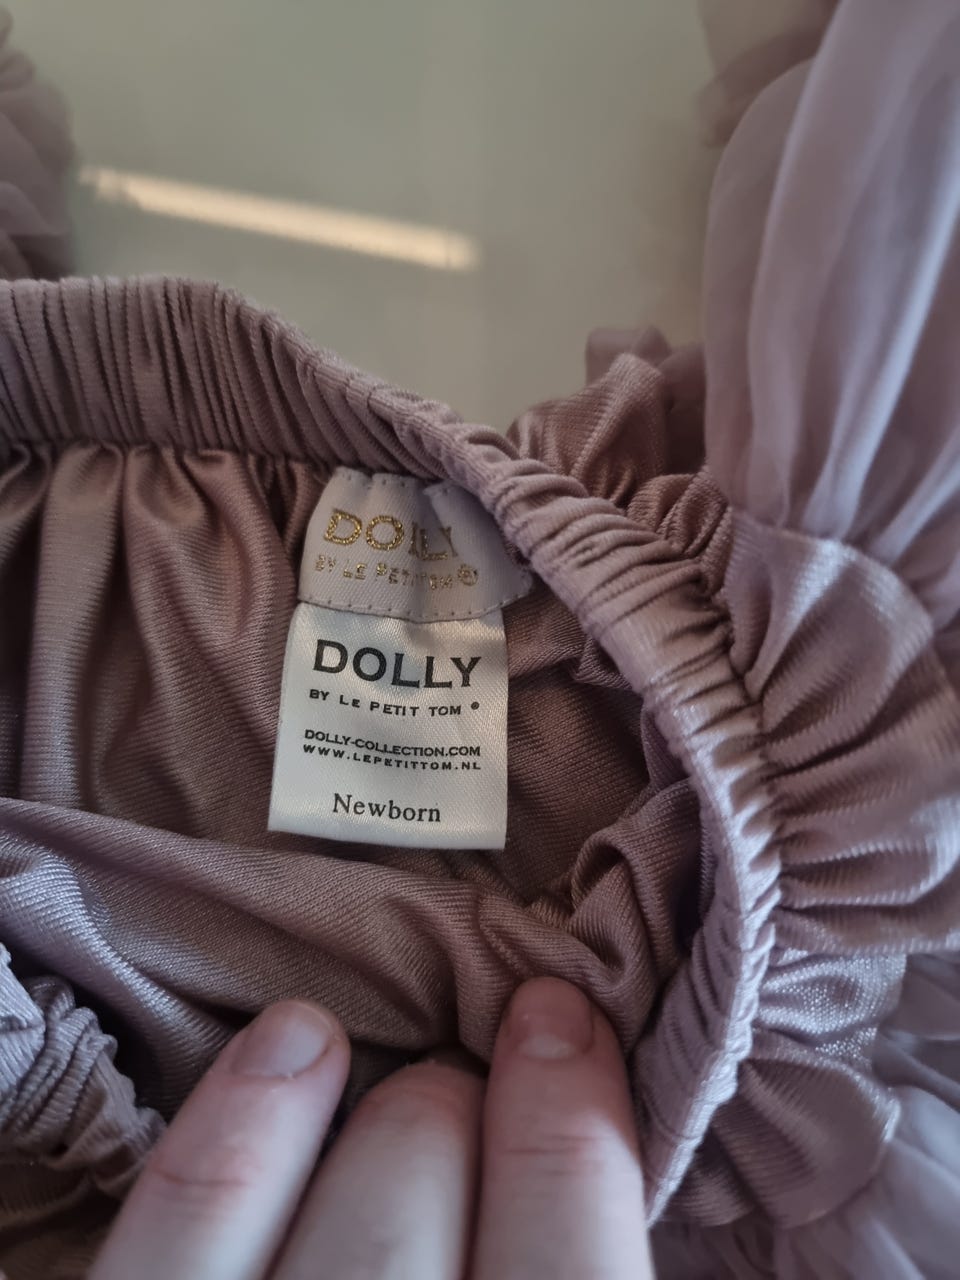 DOLLY
BY LE PETIT TOM ®
DOLLY
BY LE PETIT TOM ®
DOLLY-COLLECTION.COM
WWW.LEPETITTOM.NL
Newborn